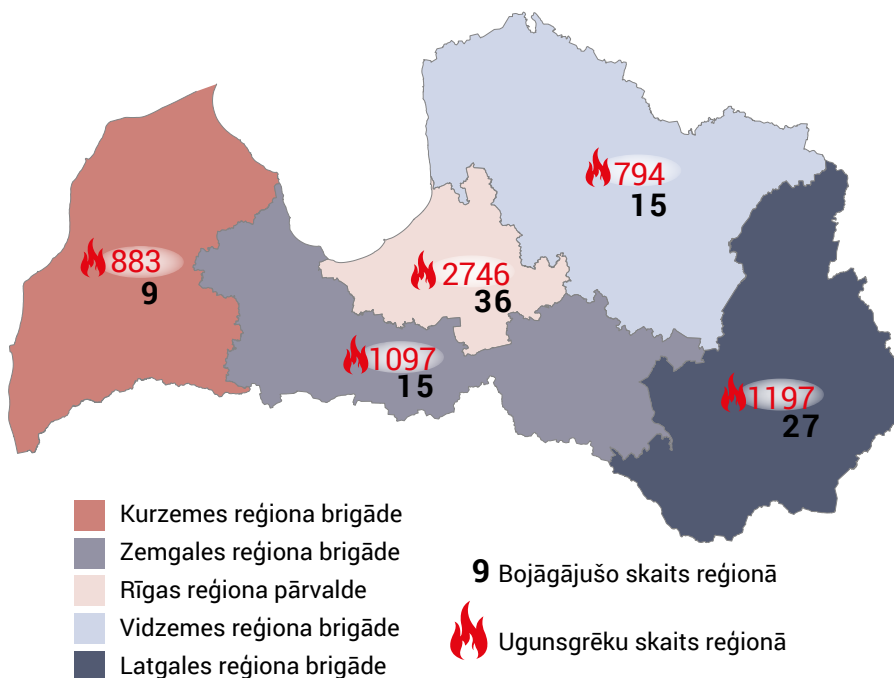 794
15
883
9
2746
36
1097
15
1197
27
Kurzemes reģiona brigāde
Zemgales reģiona brigāde
Rīgas reģiona pārvalde
Vidzemes reģiona brigāde
Latgales reģiona brigāde
9 Bojāgājušo skaits reģionā
Ugunsgrēku skaits reģionā